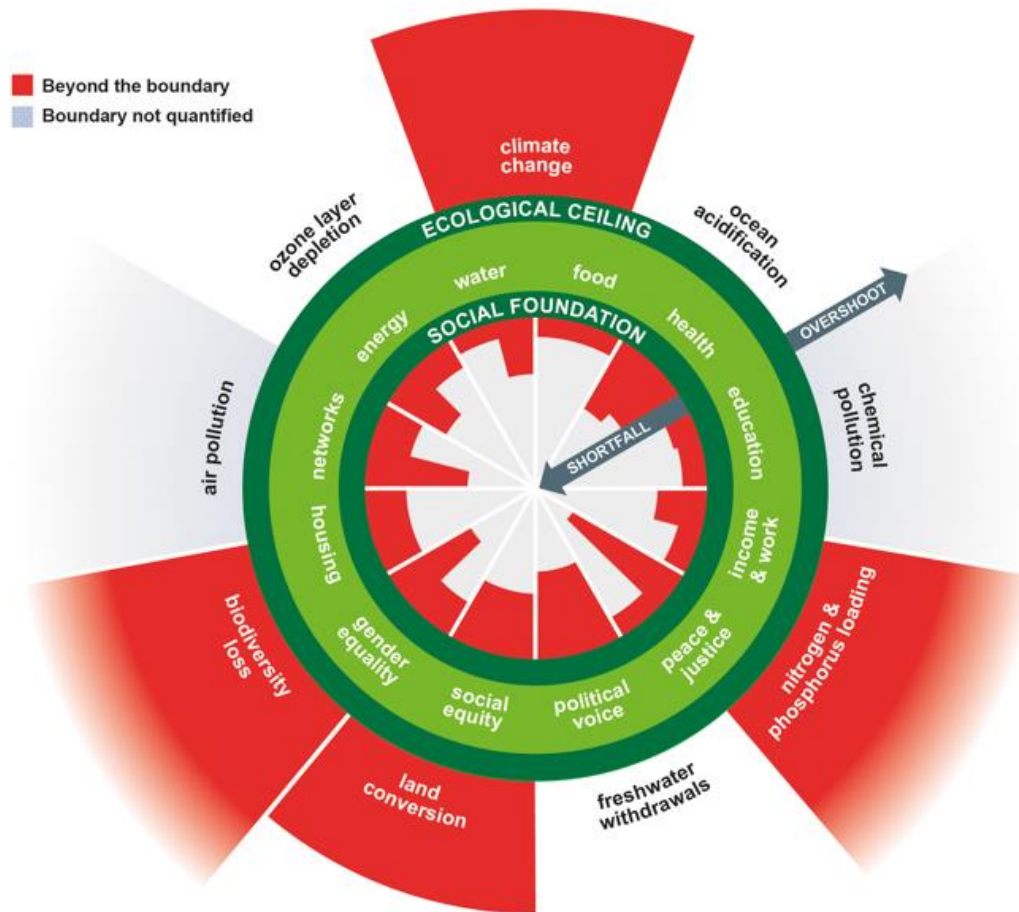 Beyond the boundary
Boundary not quantified
climate
change
ozone layer
depletion
ocean
acidification
ECOLOGICAL CEILING
OVERSHOOT
water
food
energy
health
SOCIAL FOUNDATION
networks
education
SHORTFALL
air pollution
chemical
pollution
housing
income
& work
biodiversity
loss
gender
equality
social
equity
political
voice
peace &
justice
nitrogen &
phosphorus loading
land
conversion
freshwater
withdrawals